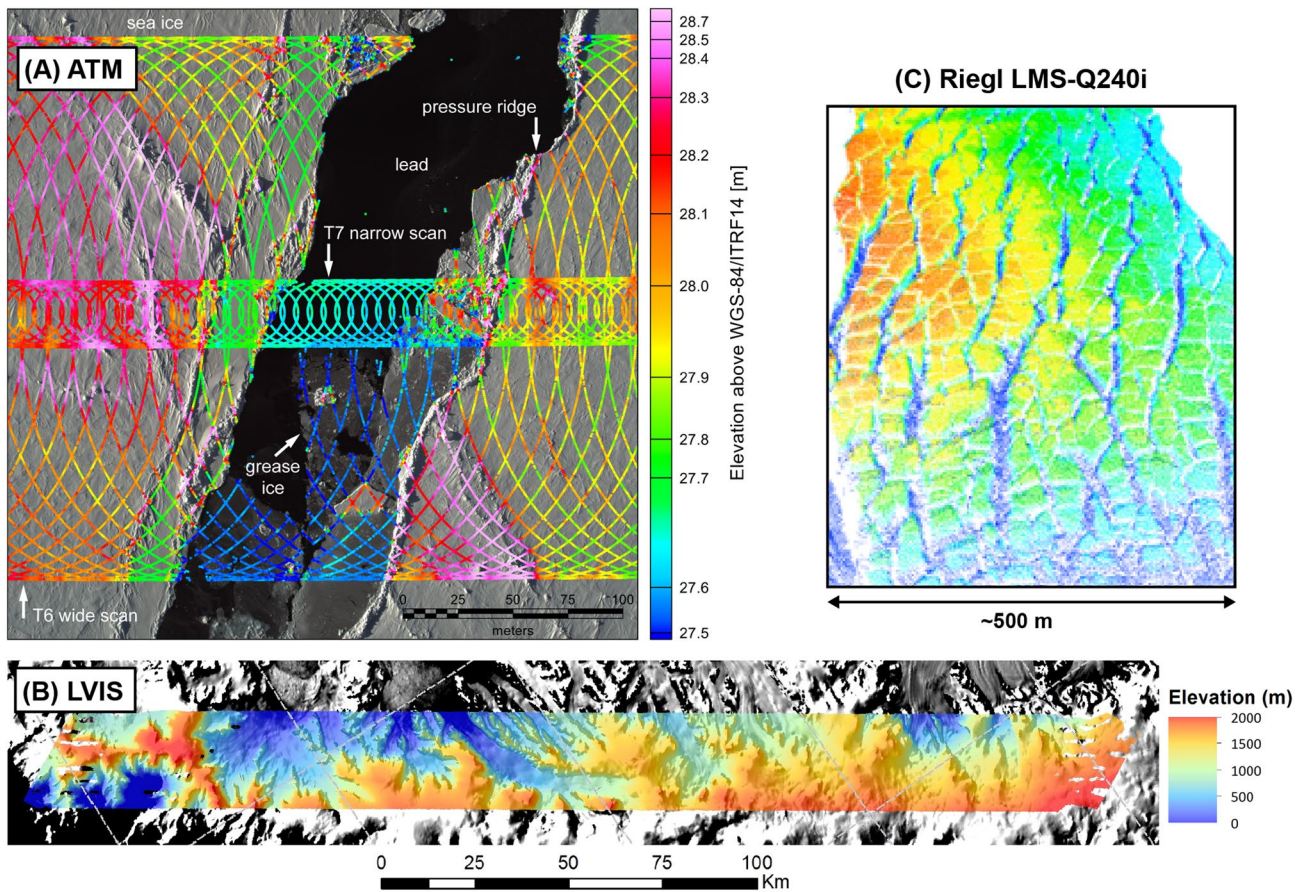 sea ice
(A) ATM
pressure ridge
lead
T7 narrow scan
grease
ice
T6 wide scan
0 25 50 75 100
meters
28.7
28.5
28.4
28.3
28.2
28.1
28.0
27.9
27.8
27.7
27.6
27.5
Elevation above WGS-84/ITRF14 [m]
(C) Riegl LMS-Q240i
~500 m
(B) LVIS
Elevation (m)
2000
1500
1000
500
0
0 25 50 75 100
Km